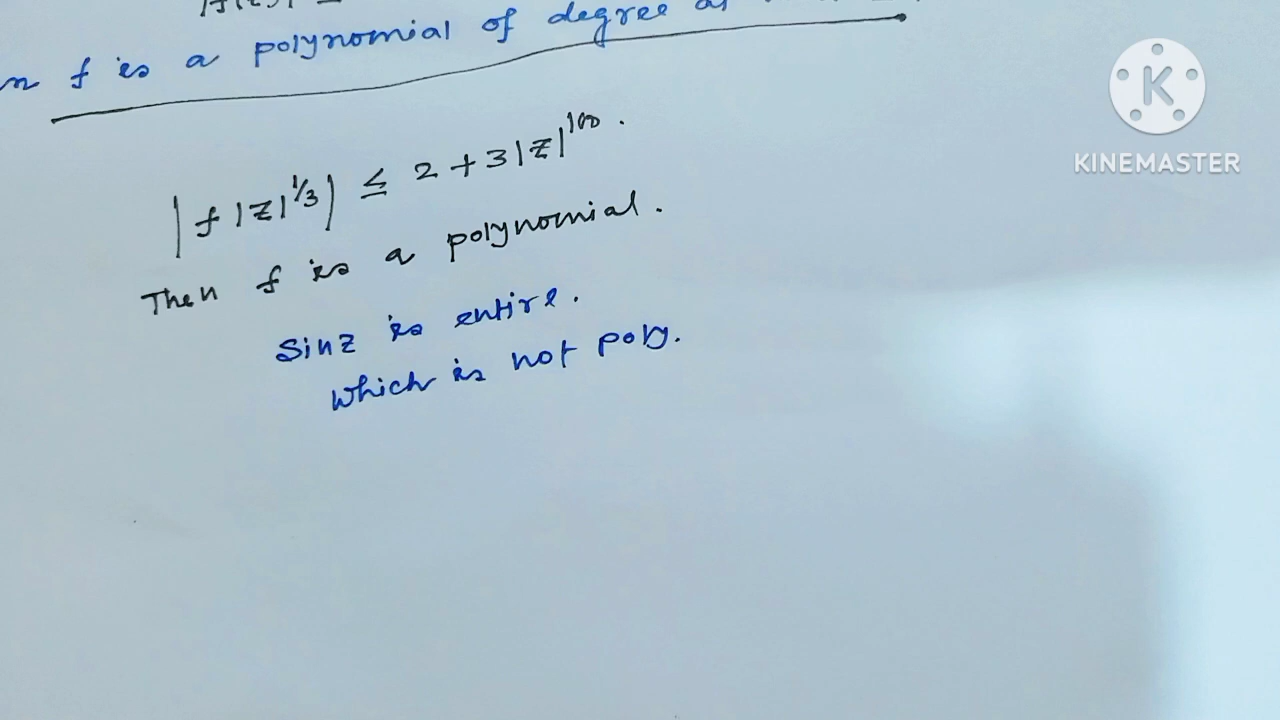 n f is a polynomial of degree at
|f |z|^1/3| ≤ 2 + 3|z|^100 .
Then f is a polynomial .
Sinz is entire .
Which is not poly.
K
KINEMASTER